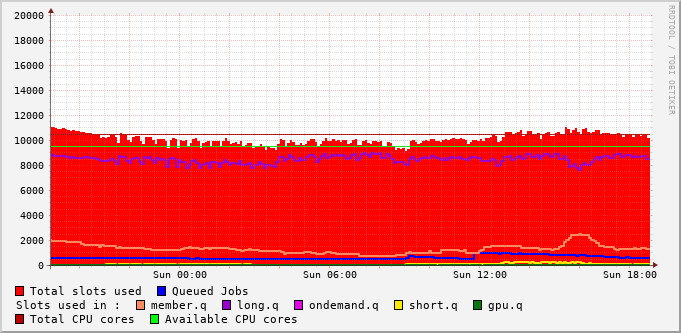 20000
18000
16000
14000
12000
10000
8000
6000
4000
2000
0
Sun 00:00 Sun 06:00 Sun 12:00 Sun 18:00
RRDTOOL / TOBI OETIKER
Total slots used Queued Jobs
Slots used in : member.q long.q ondemand.q short.q gpu.q
Total CPU cores Available CPU cores